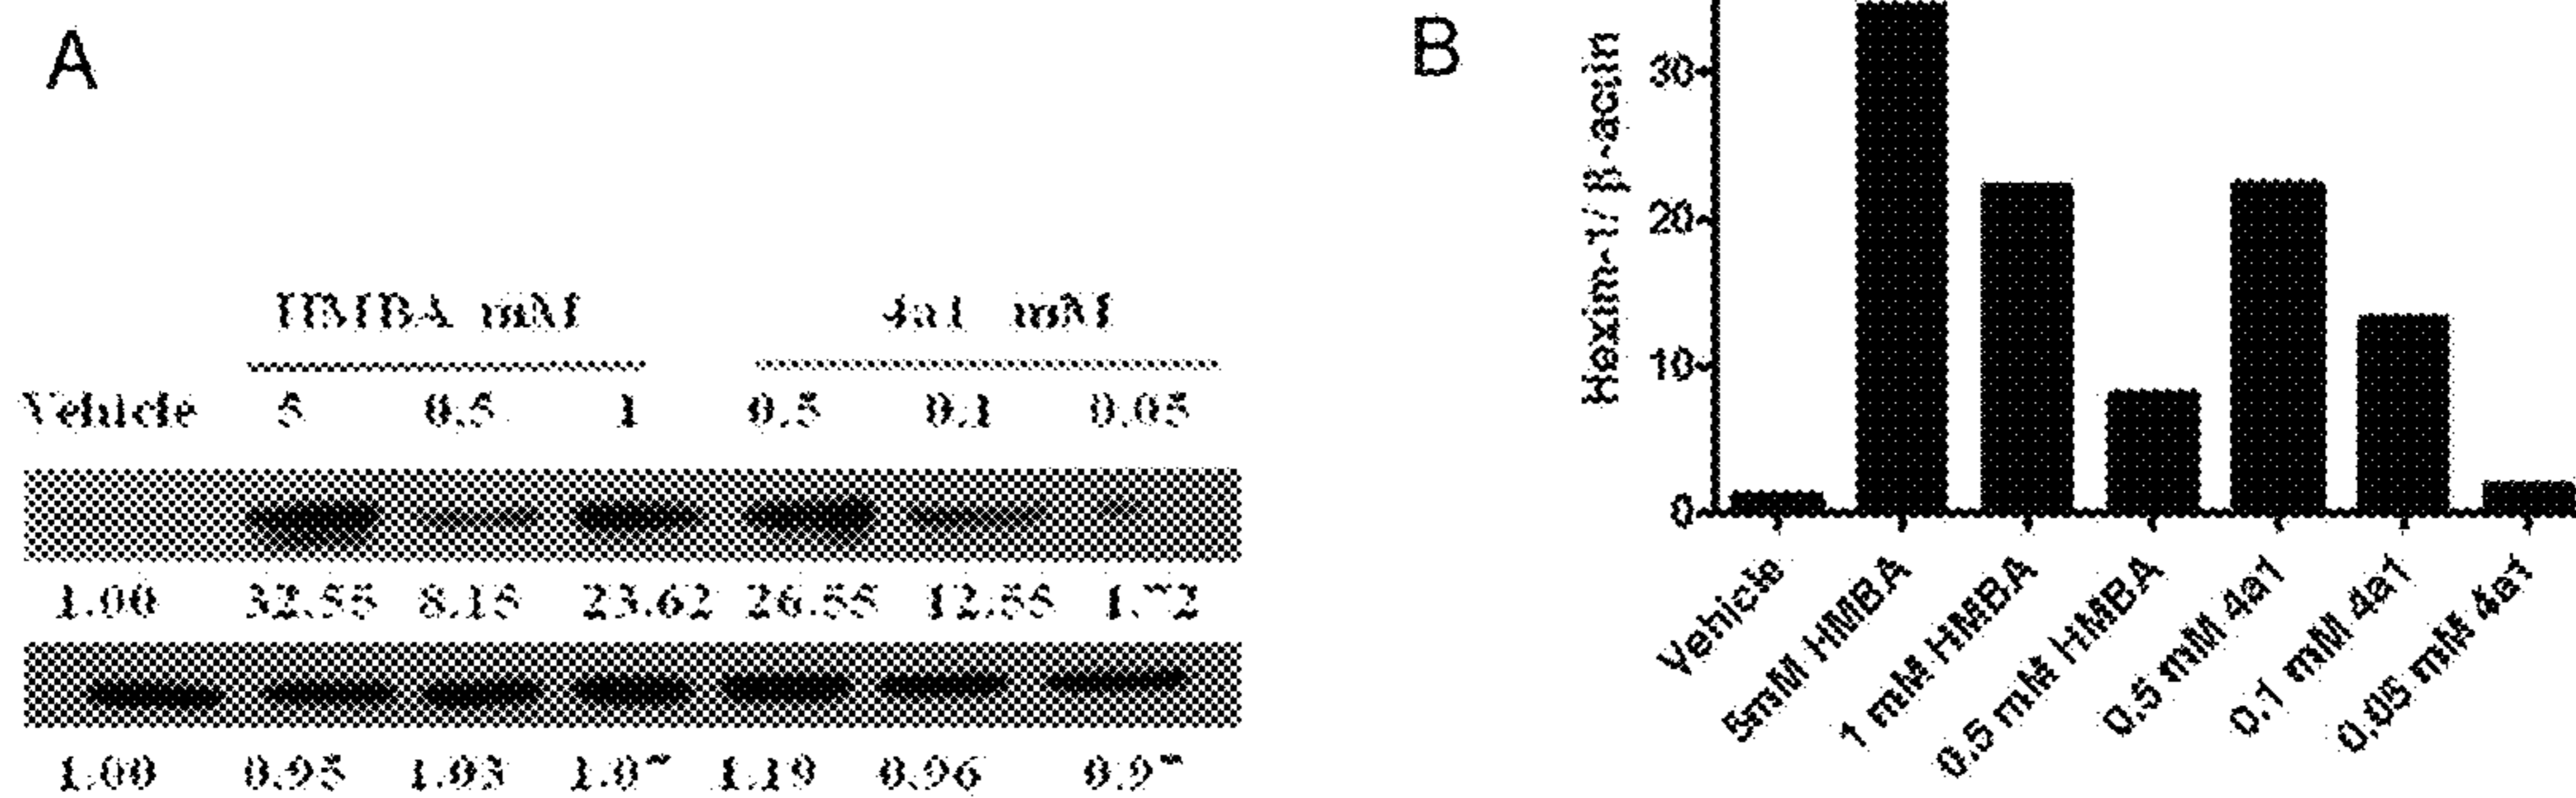 A
HMBA mM 4a1 mM
Vehicle 5 0.5 1 0.5 0.1 0.05
1.00 32.55 8.15 23.62 26.55 12.55
1.00 0.95 1.03 1.19 0.96
B
Hexim-1/ β-acin
30
20
10
0
Vehicle
5mM HMBA
1 mM HMBA
0.5 mM HMBA
0.5 mM 4a1
0.1 mM 4a1
0.05 mM 4a1